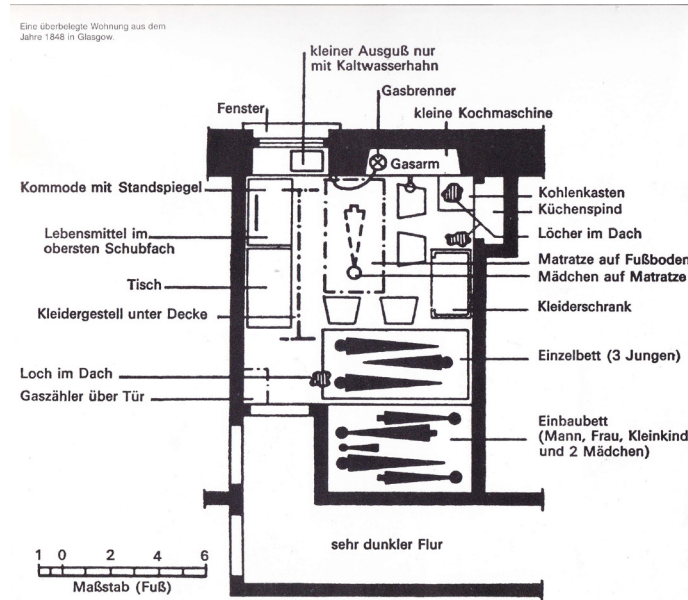 Eine überbelegte Wohnung aus dem
Jahre 1848 in Glasgow.
kleiner Ausguß nur
mit Kaltwasserhahn
Gasbrenner
Fenster
kleine Kochmaschine
Gasarm
Kommode mit Standspiegel
Kohlenkasten
Küchenspind
Löcher im Dach
Lebensmittel im
obersten Schubfach
Matratze auf Fußboden
Mädchen auf Matratze
Tisch
Kleiderschrank
Kleidergestell unter Decke
Einzelbett (3 Jungen)
Loch im Dach
Gaszähler über Tür
Einbaubett
(Mann, Frau, Kleinkind
und 2 Mädchen)
sehr dunkler Flur
1 0 2 4 6
Maßstab (Fuß)